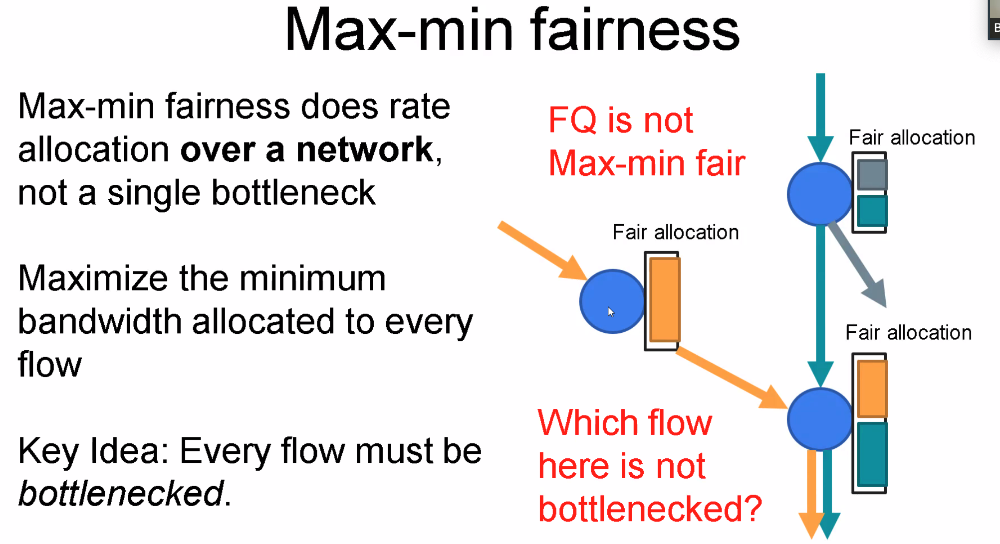 Max-min fairness
B
Max-min fairness does rate
allocation over a network,
not a single bottleneck
Maximize the minimum
bandwidth allocated to every
flow
Key Idea: Every flow must be
bottlenecked.
FQ is not
Max-min fair
Fair allocation
Fair allocation
Fair allocation
Which flow
here is not
bottlenecked?